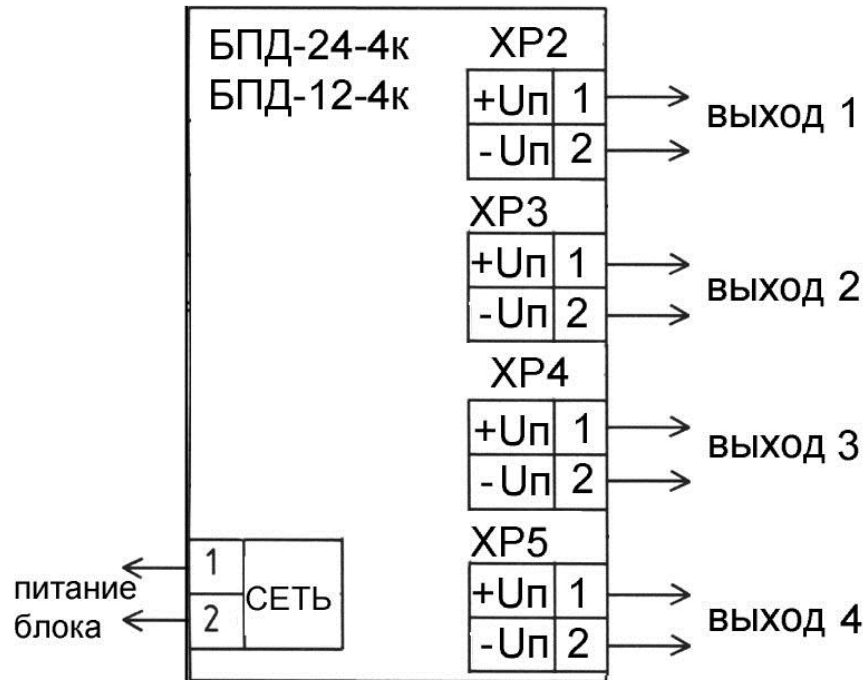 БПД-24-4к
БПД-12-4к
XP2
+Uп 1
-Uп 2
выход 1
XP3
+Uп 1
-Uп 2
выход 2
XP4
+Uп 1
-Uп 2
выход 3
XP5
+Uп 1
-Uп 2
выход 4
питание
блока
1
2
СЕТЬ